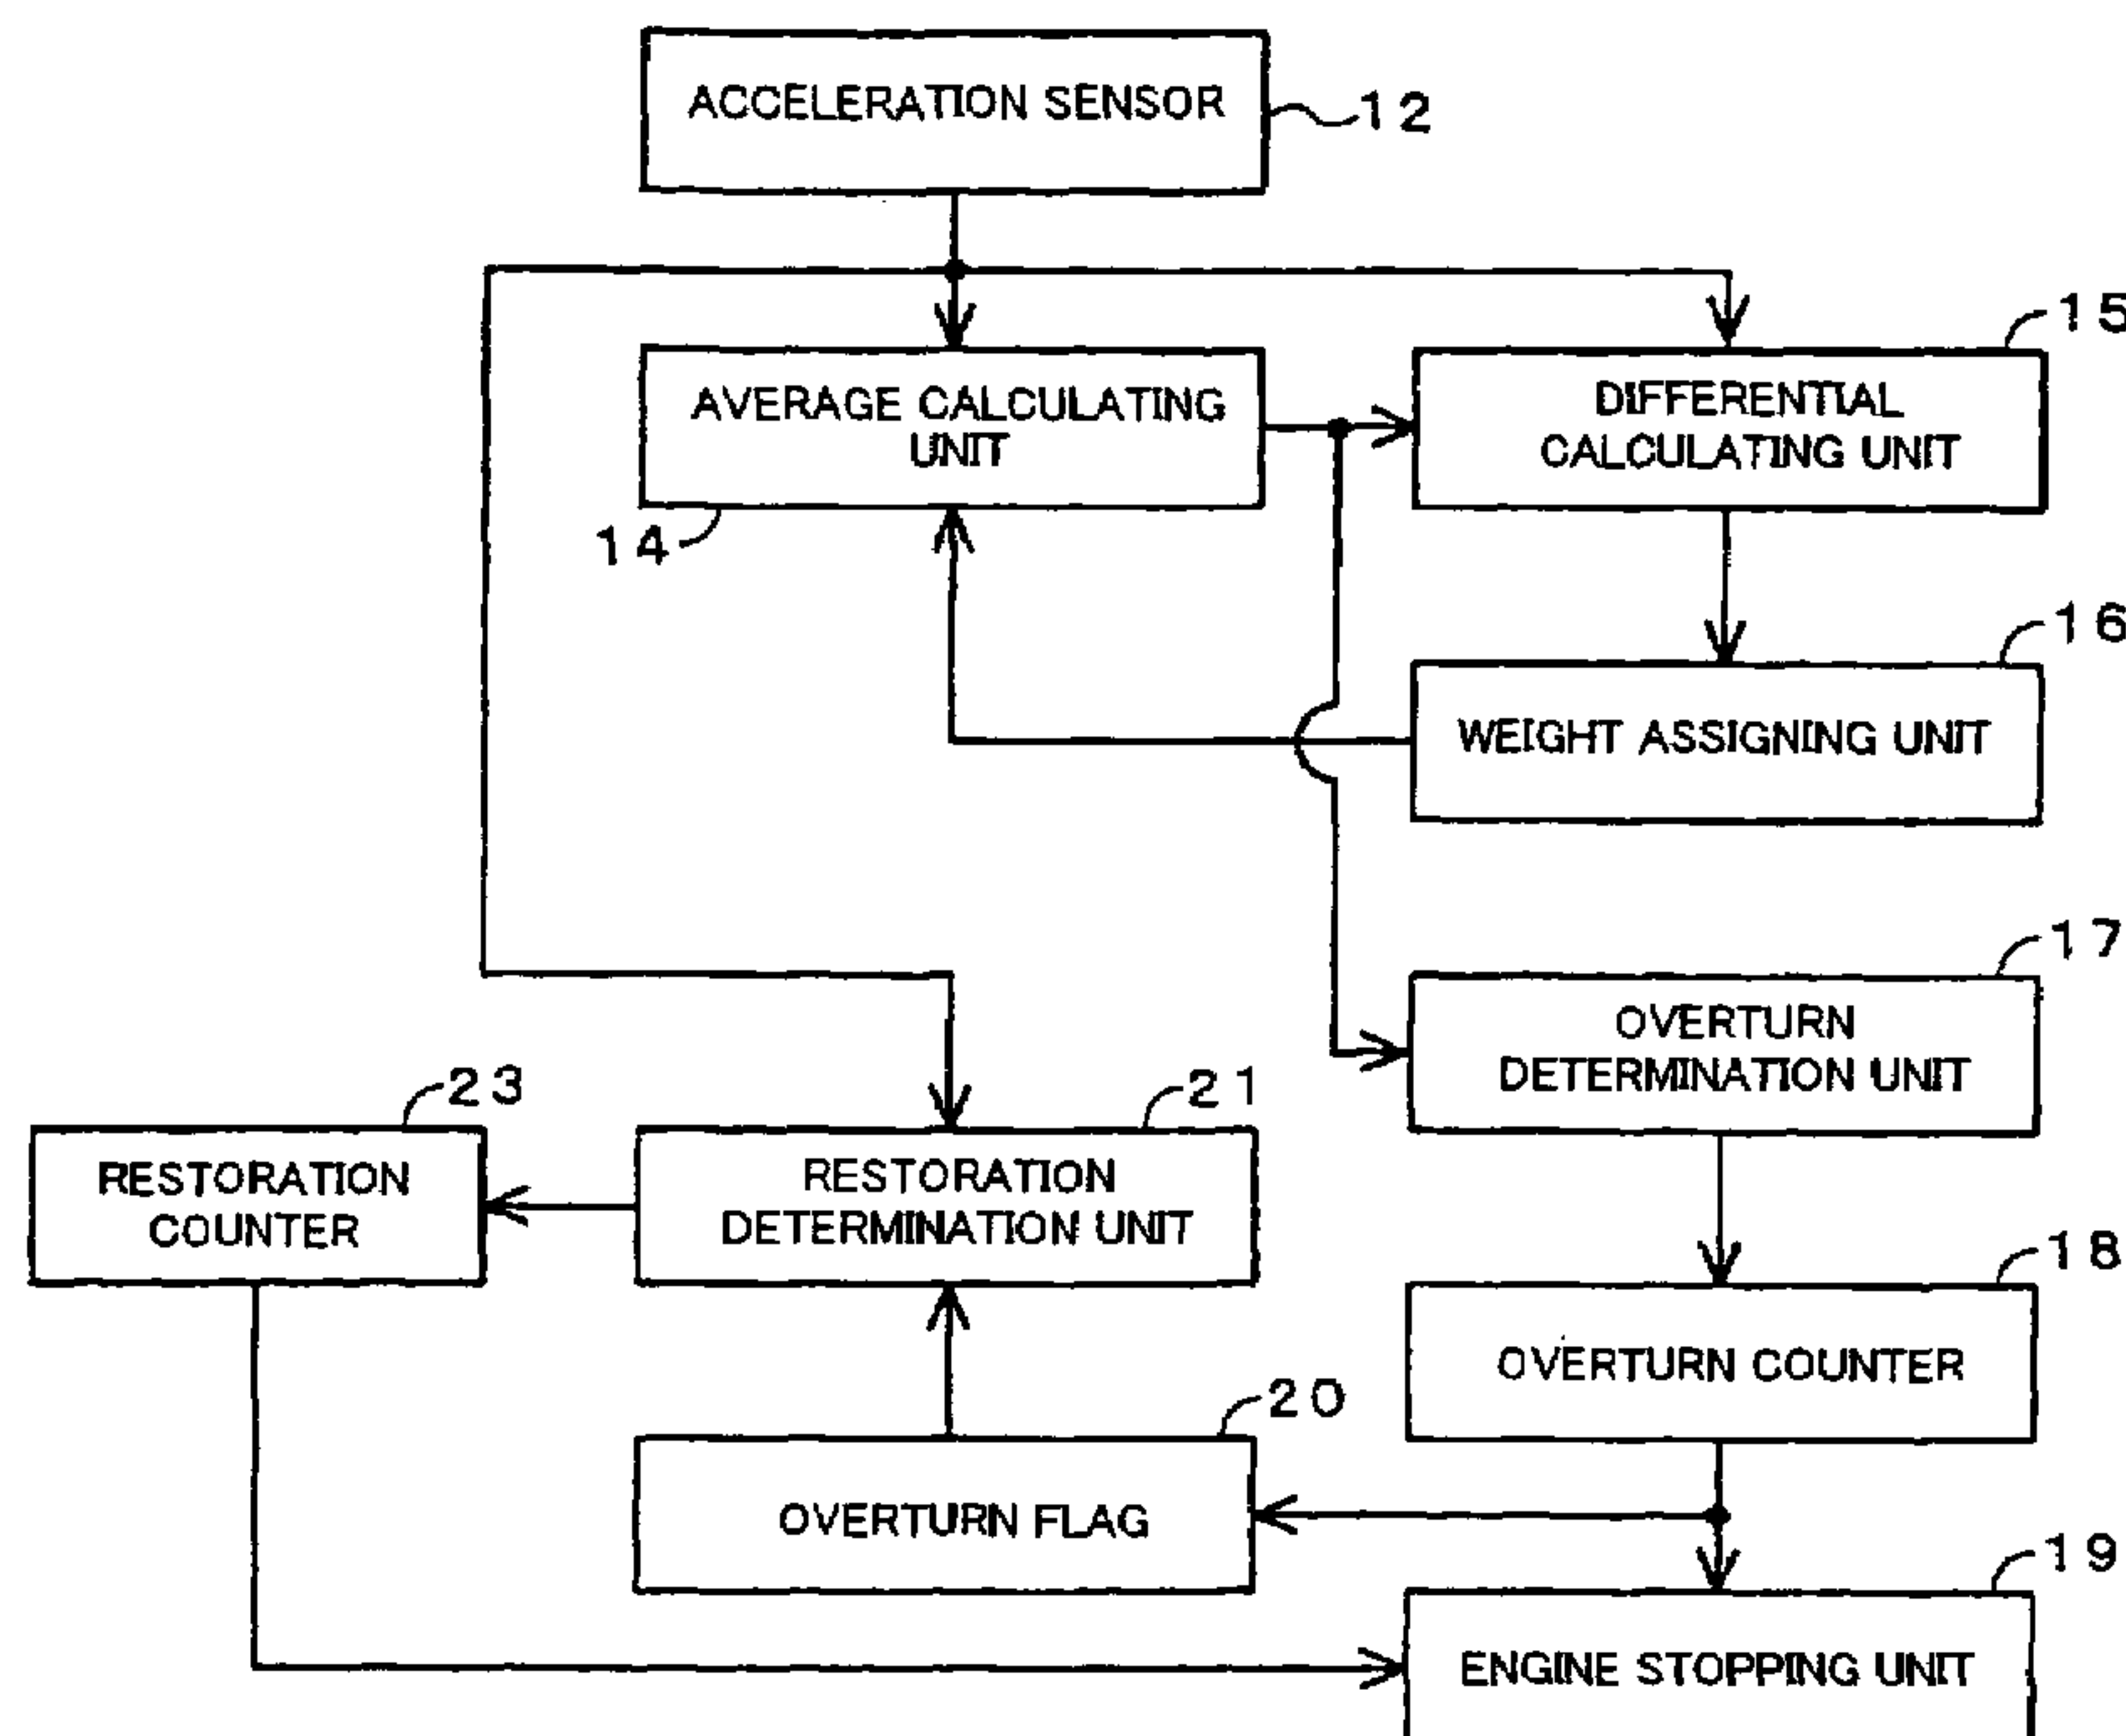 ACCELERATION SENSOR
12
15
AVERAGE CALCULATING
UNIT
DIFFERENTIAL
CALCULATING UNIT
14
16
WEIGHT ASSIGNING UNIT
17
OVERTURN
DETERMINATION UNIT
23
21
RESTORATION
COUNTER
RESTORATION
DETERMINATION UNIT
18
OVERTURN COUNTER
20
OVERTURN FLAG
19
ENGINE STOPPING UNIT